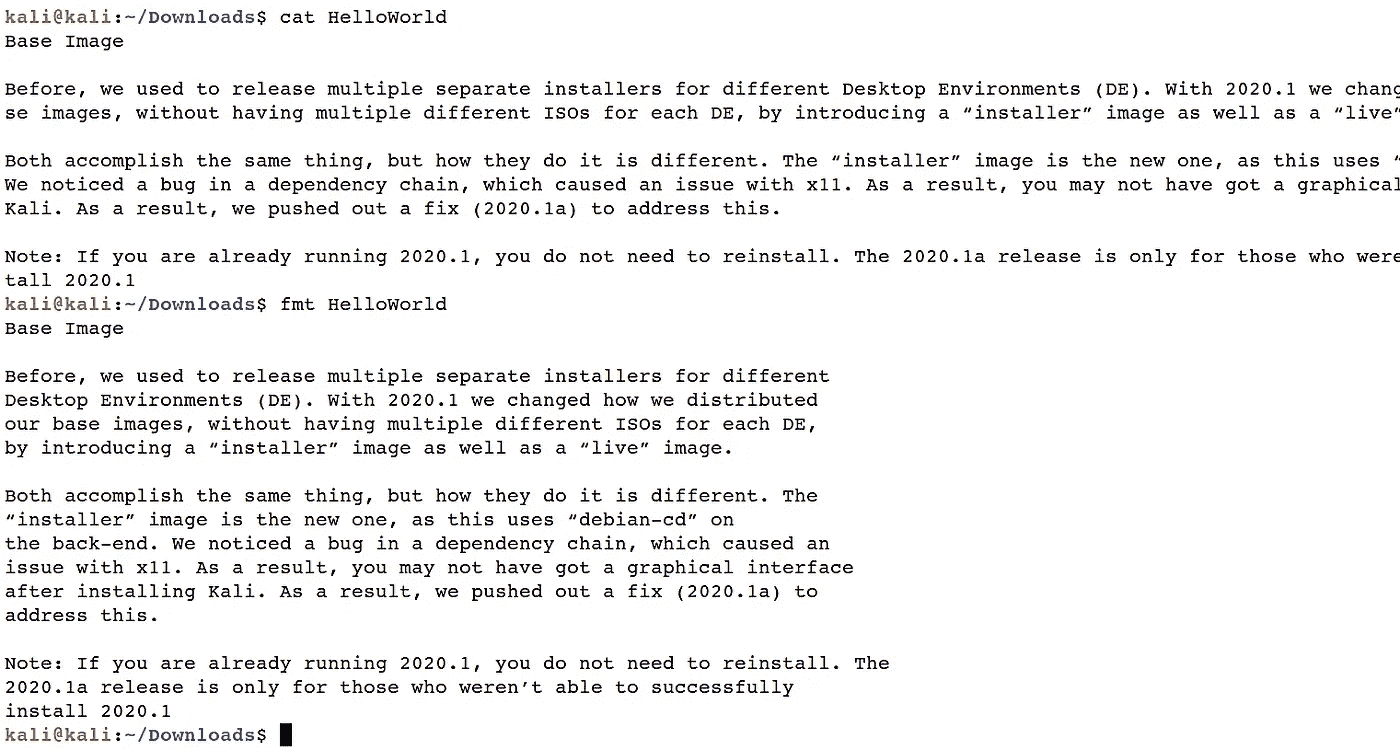 kali@kali:~/Downloads$ cat HelloWorld
Base Image
Before, we used to release multiple separate installers for different Desktop Environments (DE). With 2020.1 we chang
se images, without having multiple different ISOs for each DE, by introducing a “installer” image as well as a “live”
Both accomplish the same thing, but how they do it is different. The “installer” image is the new one, as this uses “
We noticed a bug in a dependency chain, which caused an issue with x11. As a result, you may not have got a graphical
Kali. As a result, we pushed out a fix (2020.1a) to address this.
Note: If you are already running 2020.1, you do not need to reinstall. The 2020.1a release is only for those who were
tall 2020.1
kali@kali:~/Downloads$ fmt HelloWorld
Base Image
Before, we used to release multiple separate installers for different
Desktop Environments (DE). With 2020.1 we changed how we distributed
our base images, without having multiple different ISOs for each DE,
by introducing a “installer” image as well as a “live” image.
Both accomplish the same thing, but how they do it is different. The
“installer” image is the new one, as this uses “debian-cd” on
the back-end. We noticed a bug in a dependency chain, which caused an
issue with x11. As a result, you may not have got a graphical interface
after installing Kali. As a result, we pushed out a fix (2020.1a) to
address this.
Note: If you are already running 2020.1, you do not need to reinstall. The
2020.1a release is only for those who weren’t able to successfully
install 2020.1
kali@kali:~/Downloads$